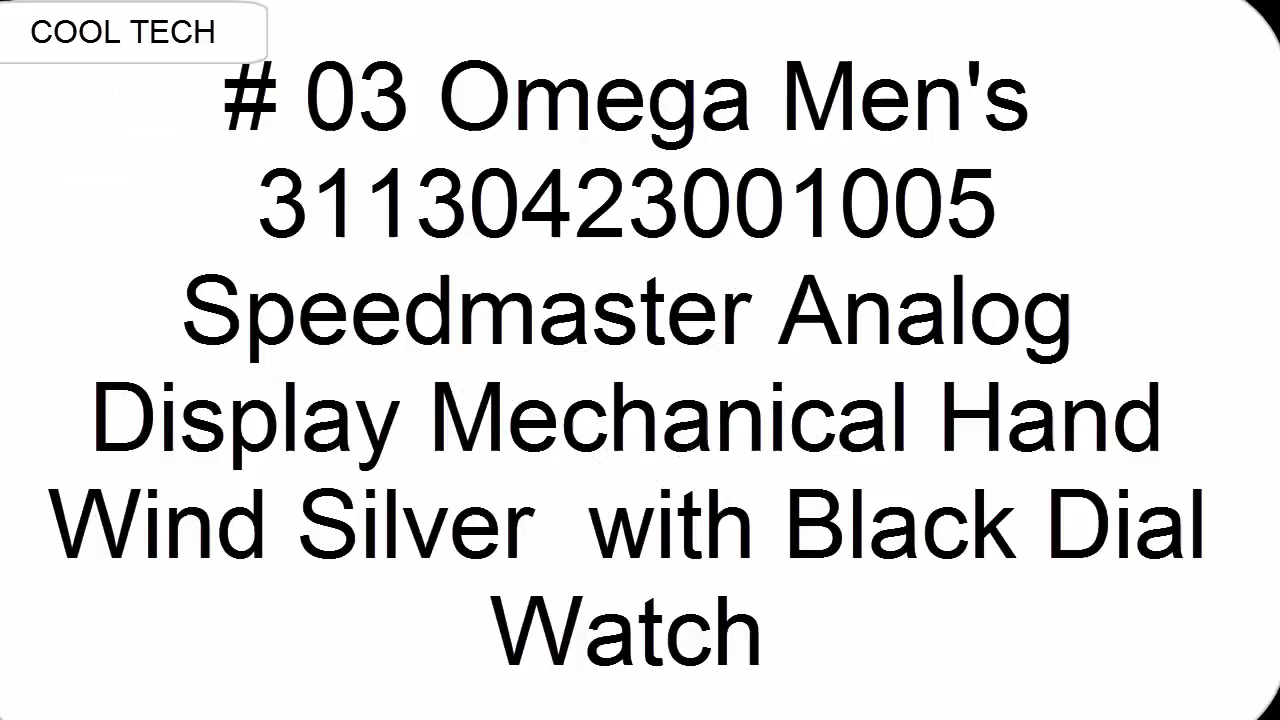 COOL TECH
# 03 Omega Men's
31130423001005
Speedmaster Analog
Display Mechanical Hand
Wind Silver  with Black Dial
Watch